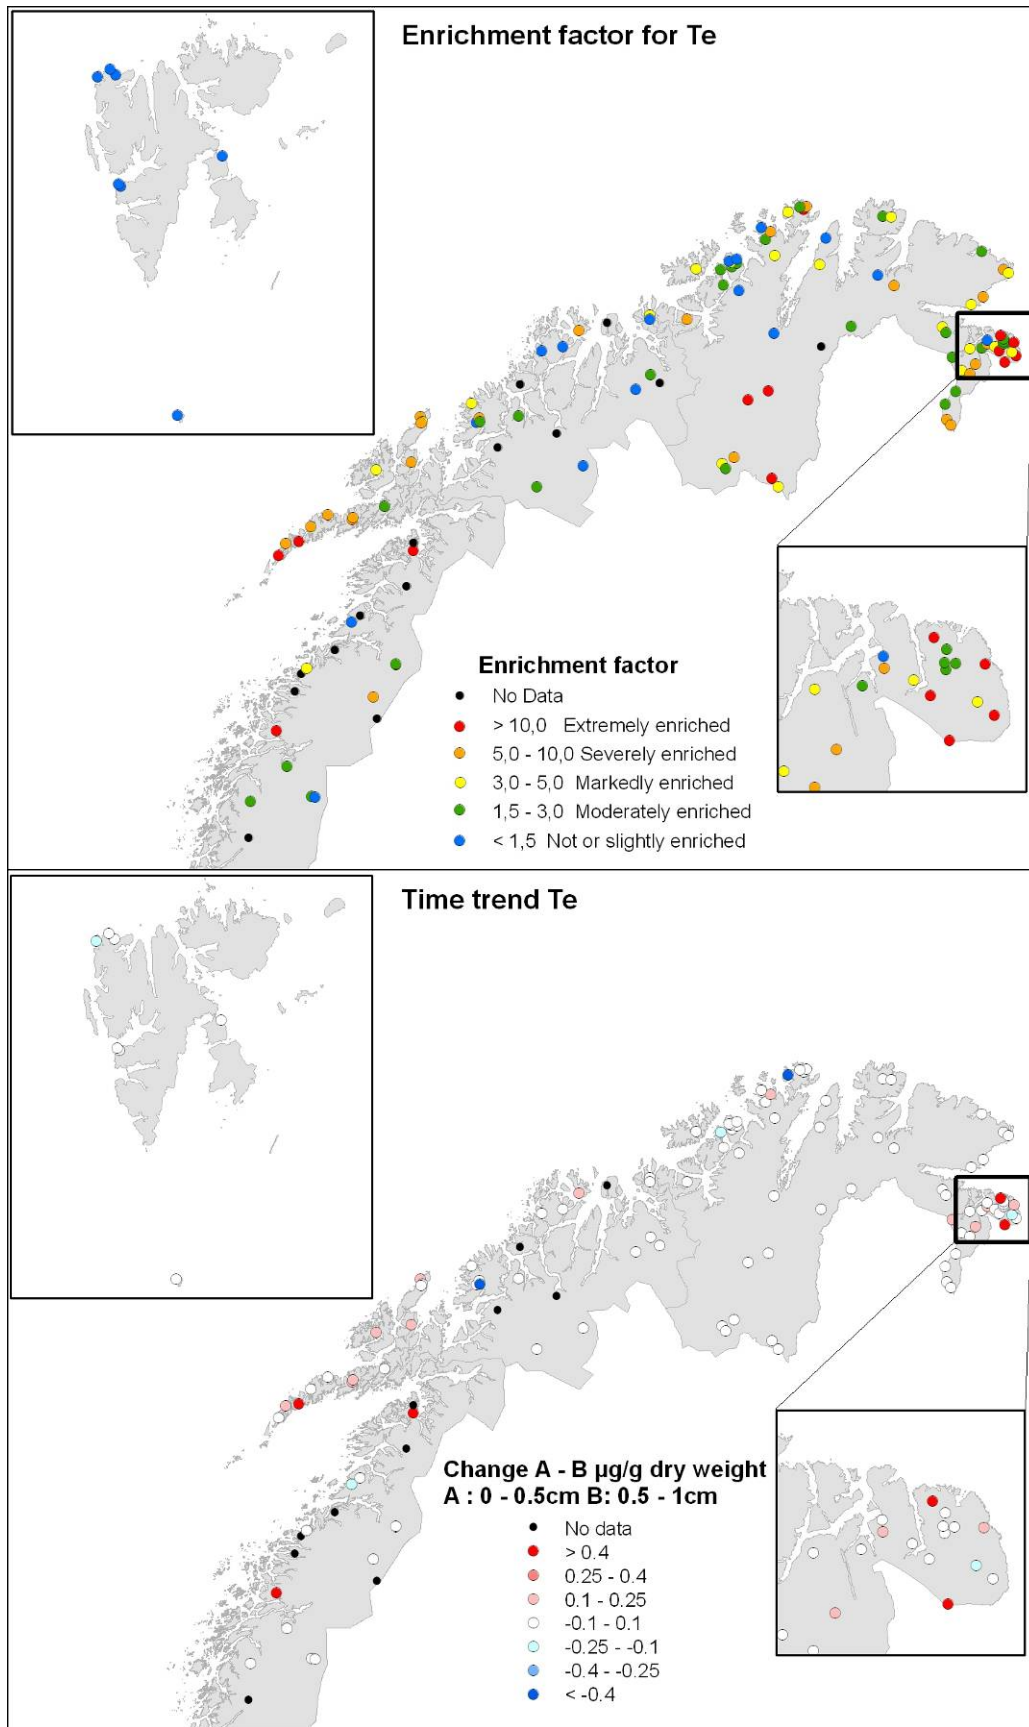 Enrichment factor for Te
Enrichment factor
No Data
> 10,0 Extremely enriched
5,0 - 10,0 Severely enriched
3,0 - 5,0 Markedly enriched
1,5 - 3,0 Moderately enriched
< 1,5 Not or slightly enriched
Time trend Te
Change A - B µg/g dry weight
A : 0 - 0.5cm B: 0.5 - 1cm
No data
> 0.4
0.25 - 0.4
0.1 - 0.25
-0.1 - 0.1
-0.25 - -0.1
-0.4 - -0.25
< -0.4